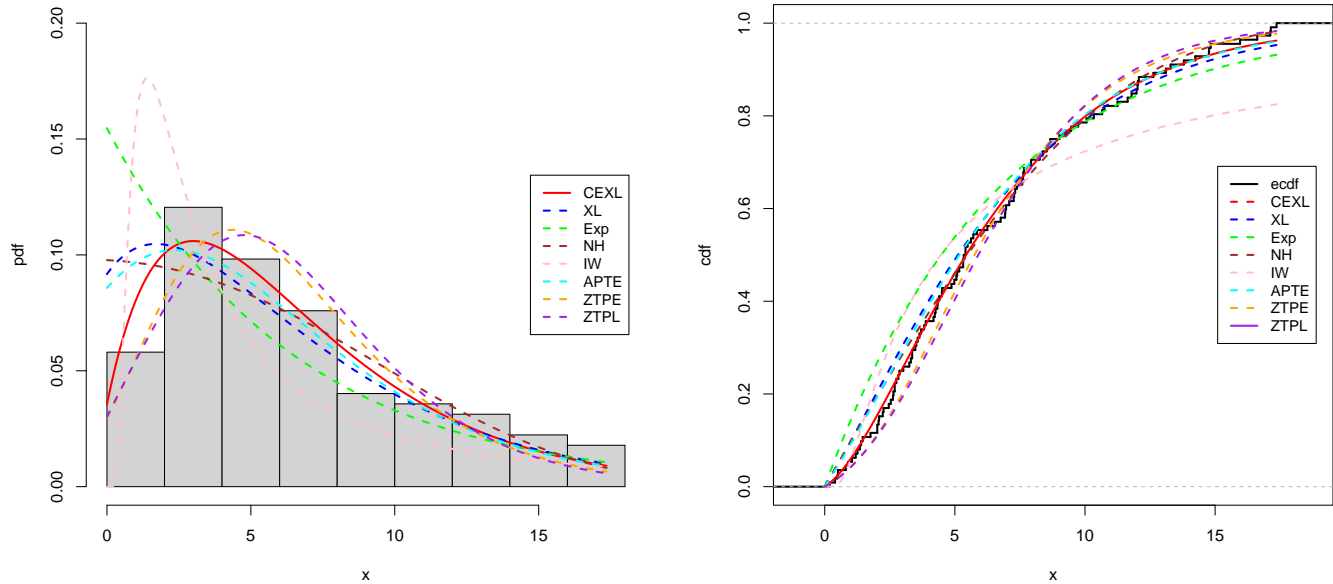 pdf
0.00
0.05
0.10
0.15
0.20
0
5
10
15
x
CEXL
XL
Exp
NH
IW
APTE
ZTPE
ZTPL
cdf
0.0
0.2
0.4
0.6
0.8
1.0
0
5
10
15
x
ecdf
CEXL
XL
Exp
NH
IW
APTE
ZTPE
ZTPL